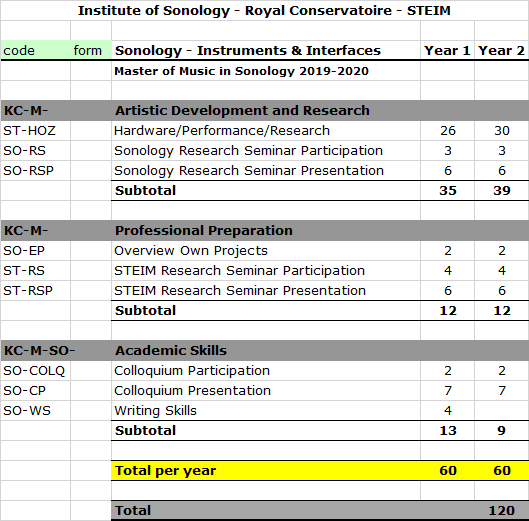 Institute of Sonology - Royal Conservatoire - STEIM
code form Sonology - Instruments & Interfaces Year 1 Year 2
Master of Music in Sonology 2019-2020
KC-M- Artistic Development and Research
ST-HOZ Hardware/Performance/Research 26 30
SO-RS Sonology Research Seminar Participation 3 3
SO-RSP Sonology Research Seminar Presentation 6 6
Subtotal 35 39
KC-M- Professional Preparation
SO-EP Overview Own Projects 2 2
ST-RS STEIM Research Seminar Participation 4 4
ST-RSP STEIM Research Seminar Presentation 6 6
Subtotal 12 12
KC-M-SO- Academic Skills
SO-COLQ Colloquium Participation 2 2
SO-CP Colloquium Presentation 7 7
SO-WS Writing Skills 4
Subtotal 13 9
Total per year 60 60
Total 120